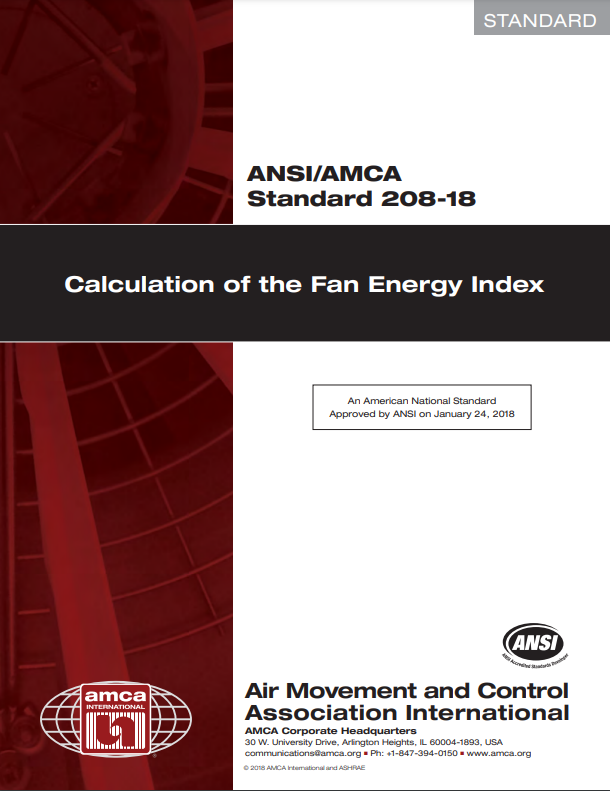 STANDARD
ANSI/AMCA
Standard 208-18
Calculation of the Fan Energy Index
An American National Standard
Approved by ANSI on January 24, 2018
ANSI
ANSI Accredited Standards Developer
amca
INTERNATIONAL
Air Movement and Control
Association International
AMCA Corporate Headquarters
30 W. University Drive, Arlington Heights, IL 60004-1893, USA
communications@amca.org ▪ Ph: +1-847-394-0150 ▪ www.amca.org
© 2018 AMCA International and ASHRAE